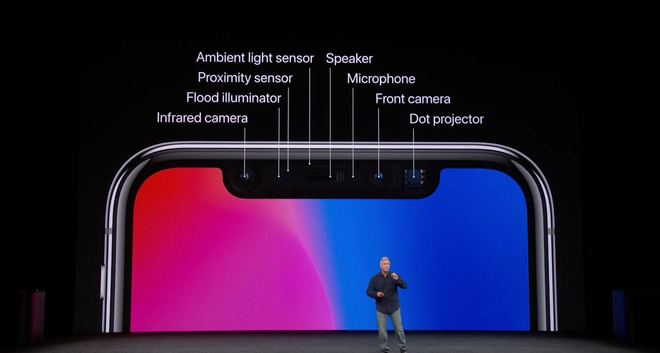 Ambient light sensor Speaker
Proximity sensor Microphone
Flood illuminator Front camera
Infrared camera Dot projector